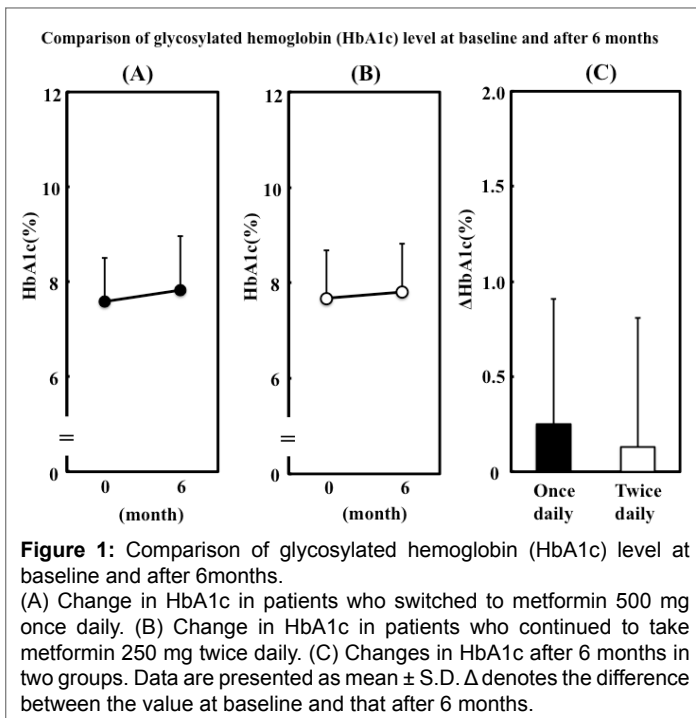 Comparison of glycosylated hemoglobin (HbA1c) level at baseline and after 6 months
(A)
12
10
8
6
=
0
HbA1c(%)
0 6
(month)
(B)
12
10
8
6
=
0
HbA1c(%)
0 6
(month)
(C)
2.0
1.5
1.0
0.5
0
ΔHbA1c(%)
Once Twice
daily daily
Figure 1: Comparison of glycosylated hemoglobin (HbA1c) level at
baseline and after 6months.
(A) Change in HbA1c in patients who switched to metformin 500 mg
once daily. (B) Change in HbA1c in patients who continued to take
metformin 250 mg twice daily. (C) Changes in HbA1c after 6 months in
two groups. Data are presented as mean ± S.D. Δ denotes the difference
between the value at baseline and that after 6 months.